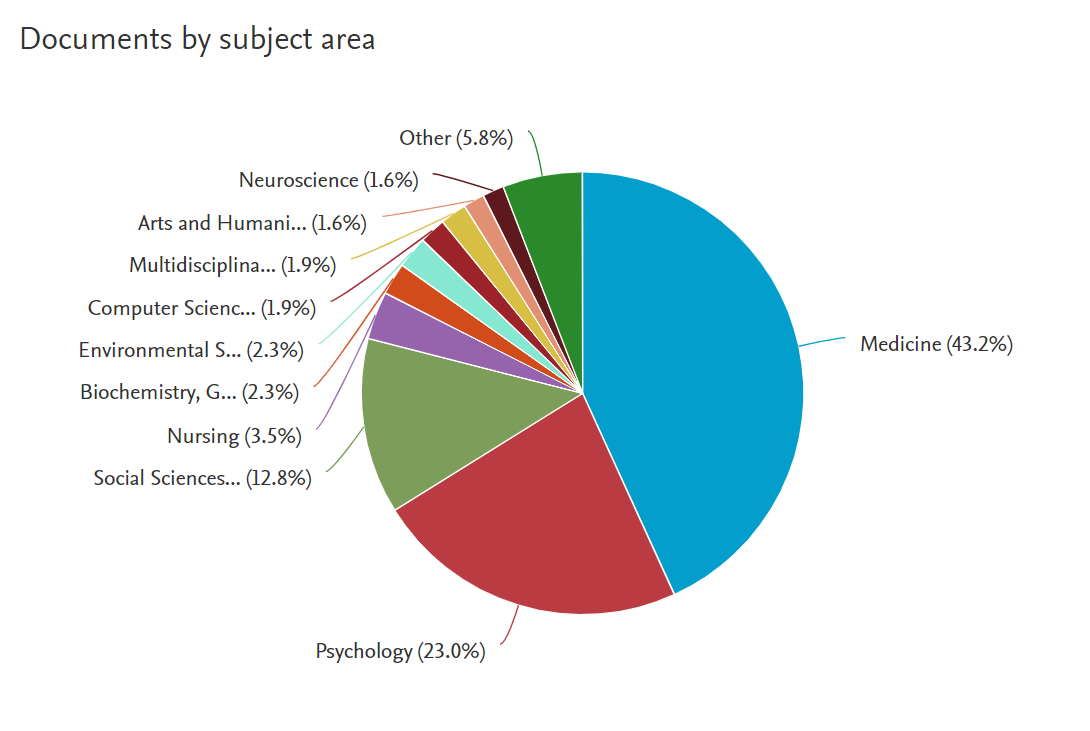 Documents by subject area
Other (5.8%)
Neuroscience (1.6%)
Arts and Humani... (1.6%)
Multidisciplina... (1.9%)
Computer Scienc... (1.9%)
Environmental S... (2.3%)
Medicine (43.2%)
Biochemistry, G... (2.3%)
Nursing (3.5%)
Social Sciences... (12.8%)
Psychology (23.0%)